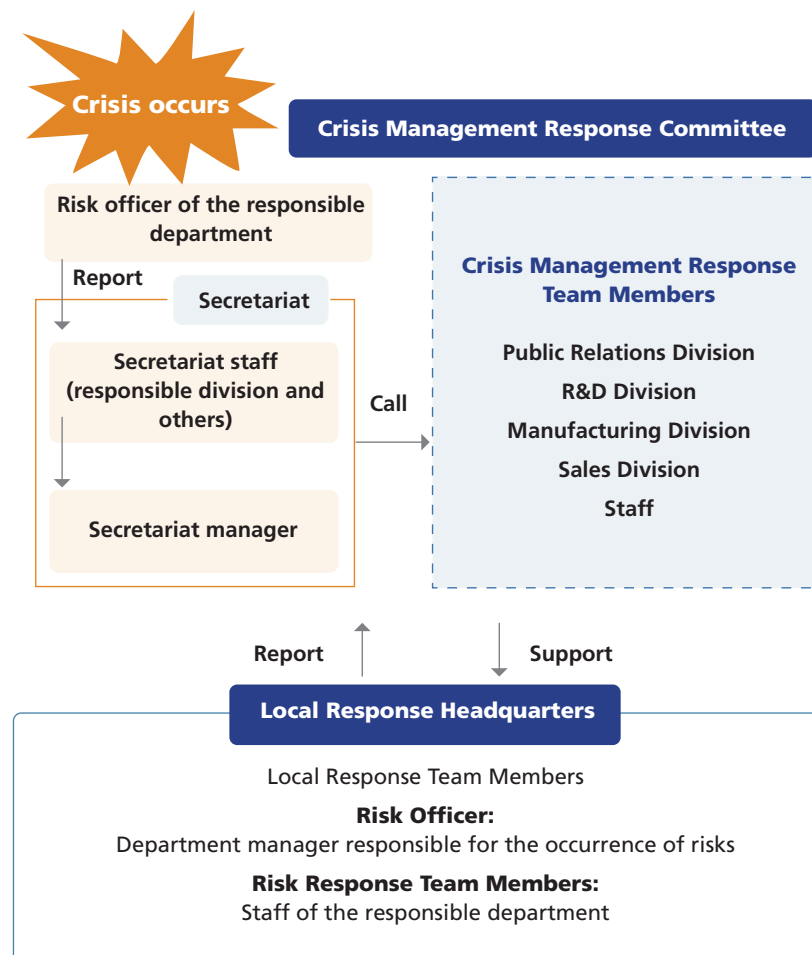 Crisis occurs
Crisis Management Response Committee
Risk officer of the responsible
department
Report
Secretariat
Secretariat staff
(responsible division and
others)
Secretariat manager
Call
Crisis Management Response
Team Members
Public Relations Division
R&D Division
Manufacturing Division
Sales Division
Staff
Report
Support
Local Response Headquarters
Local Response Team Members
Risk Officer:
Department manager responsible for the occurrence of risks
Risk Response Team Members:
Staff of the responsible department